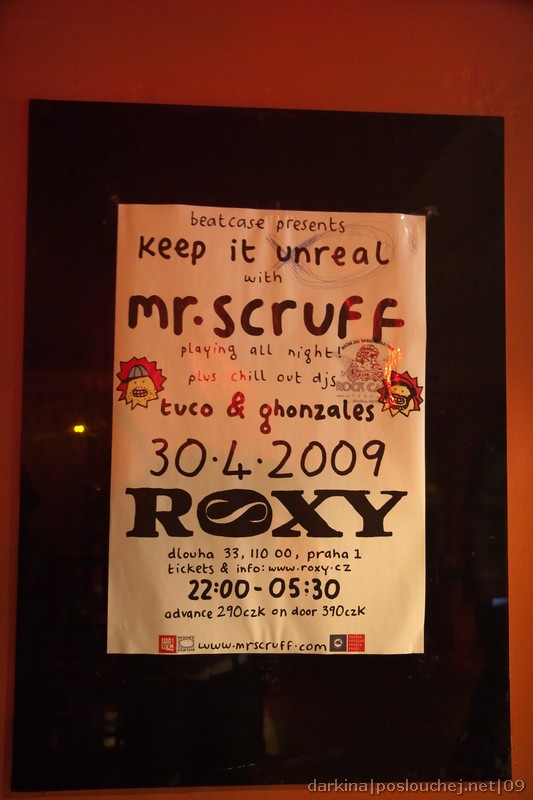 beatcase presents
keep it unreal
with
mr.scruff
playing all night!
plus chill out djs
ROCK CA
tuco & ghonzales
30.4.2009
ROXY
dlouha 33, 110 00, praha 1
tickets & info: www.roxy.cz
22:00-05:30
advance 290czk on door 390czk
www.mrscruff.com
darkina|poslouchej.net|09